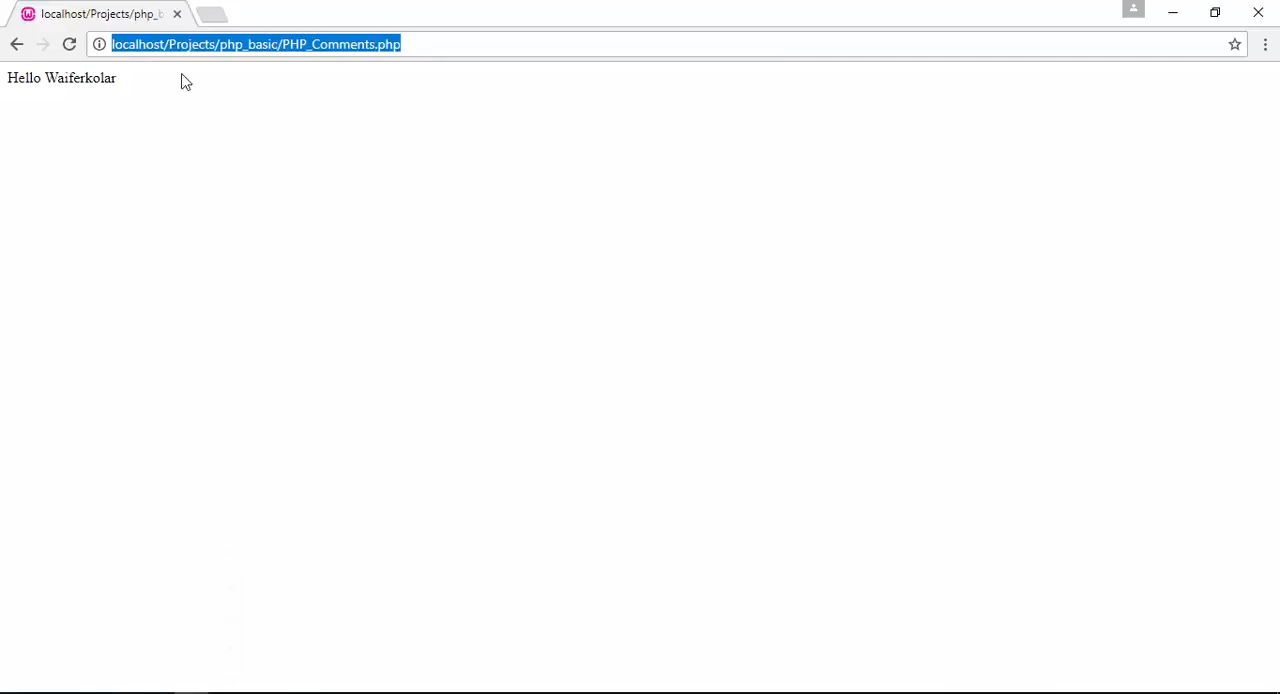 localhost/Projects/php_b
localhost/Projects/php_basic/PHP_Comments.php
Hello Waiferkolar